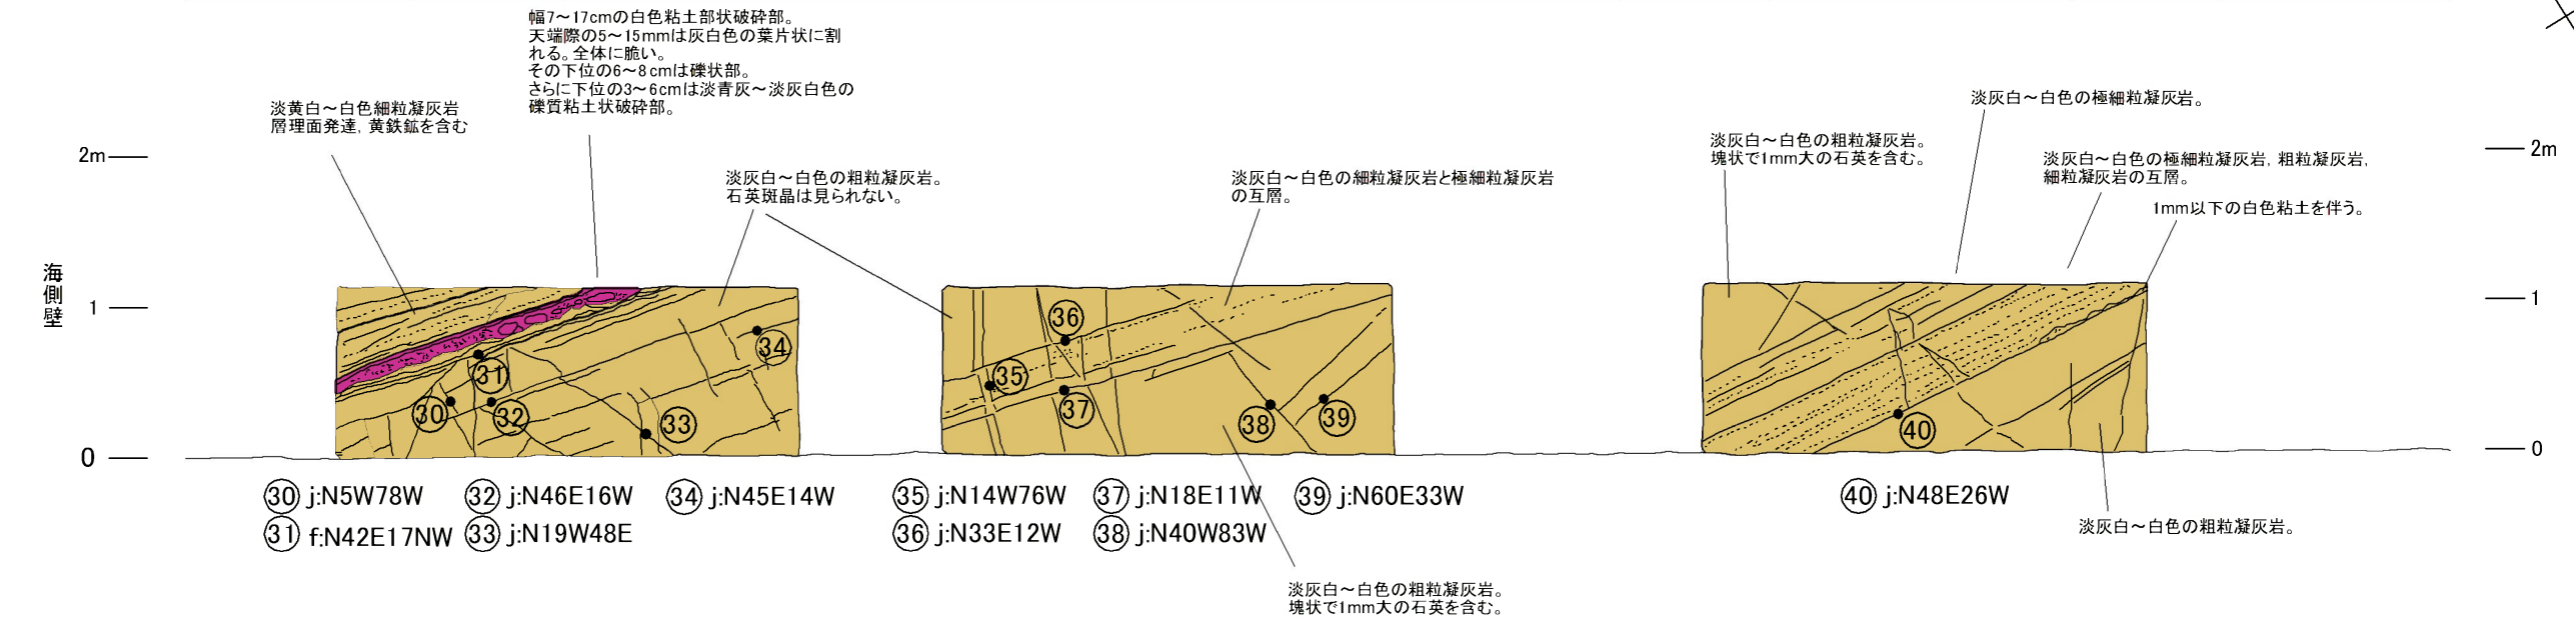 幅7～17cmの白色粘土部状破砕部。
天端際の5～15mmは灰白色の葉片状に割
れる。全体に脆い。
その下位の6～8cmは礫状部。
さらに下位の3～6cmは淡青灰～淡灰白色の
礫質粘土状破砕部。
淡黄白～白色細粒凝灰岩
層理面発達, 黄鉄鉱を含む
淡灰白～白色の粗粒凝灰岩。
石英斑晶は見られない。
淡灰白～白色の細粒凝灰岩と極細粒凝灰岩
の互層。
淡灰白～白色の粗粒凝灰岩。
塊状で1mm大の石英を含む。
淡灰白～白色の極細粒凝灰岩。
淡灰白～白色の極細粒凝灰岩, 粗粒凝灰岩,
細粒凝灰岩の互層。
1mm以下の白色粘土を伴う。
2m
1
0
海側壁
2m
1
0
㉛
㉚
㉜
㉝
㉞
㊱
㉟
㊲
㊳
㊴
㊵
㉚ j:N5W78W ㉜ j:N46E16W ㉞ j:N45E14W
㉛ f:N42E17NW ㉝ j:N19W48E
㉟ j:N14W76W ㊲ j:N18E11W ㊴ j:N60E33W
㊱ j:N33E12W ㊳ j:N40W83W
㊵ j:N48E26W
淡灰白～白色の粗粒凝灰岩。
淡灰白～白色の粗粒凝灰岩。
塊状で1mm大の石英を含む。